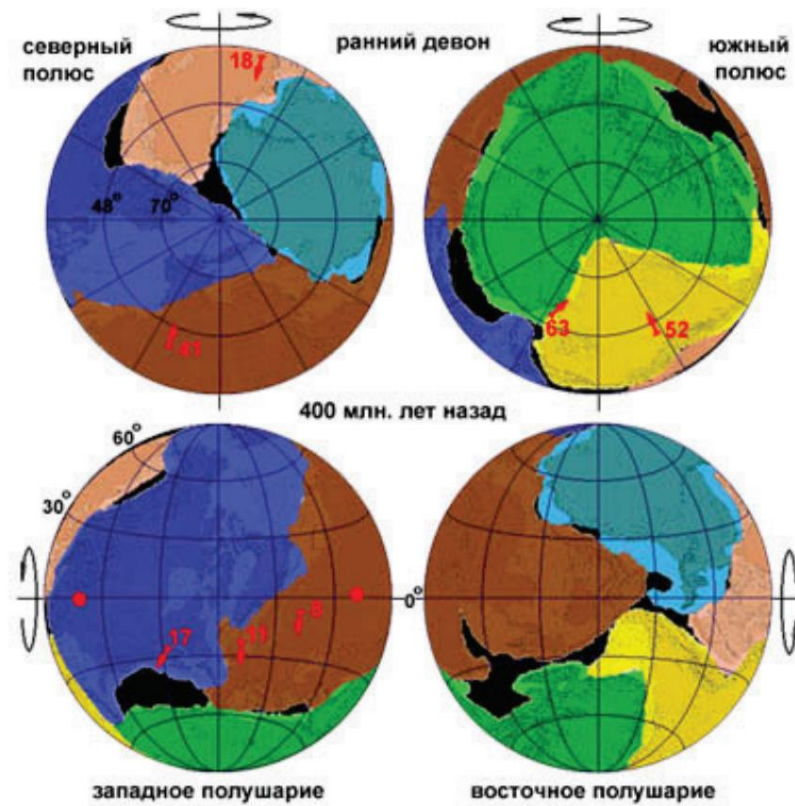 северный полюс
ранний девон
южный полюс
18
48° 70°
41
63
52
400 млн. лет назад
60°
30°
0°
8
17
11
западное полушарие
восточное полушарие